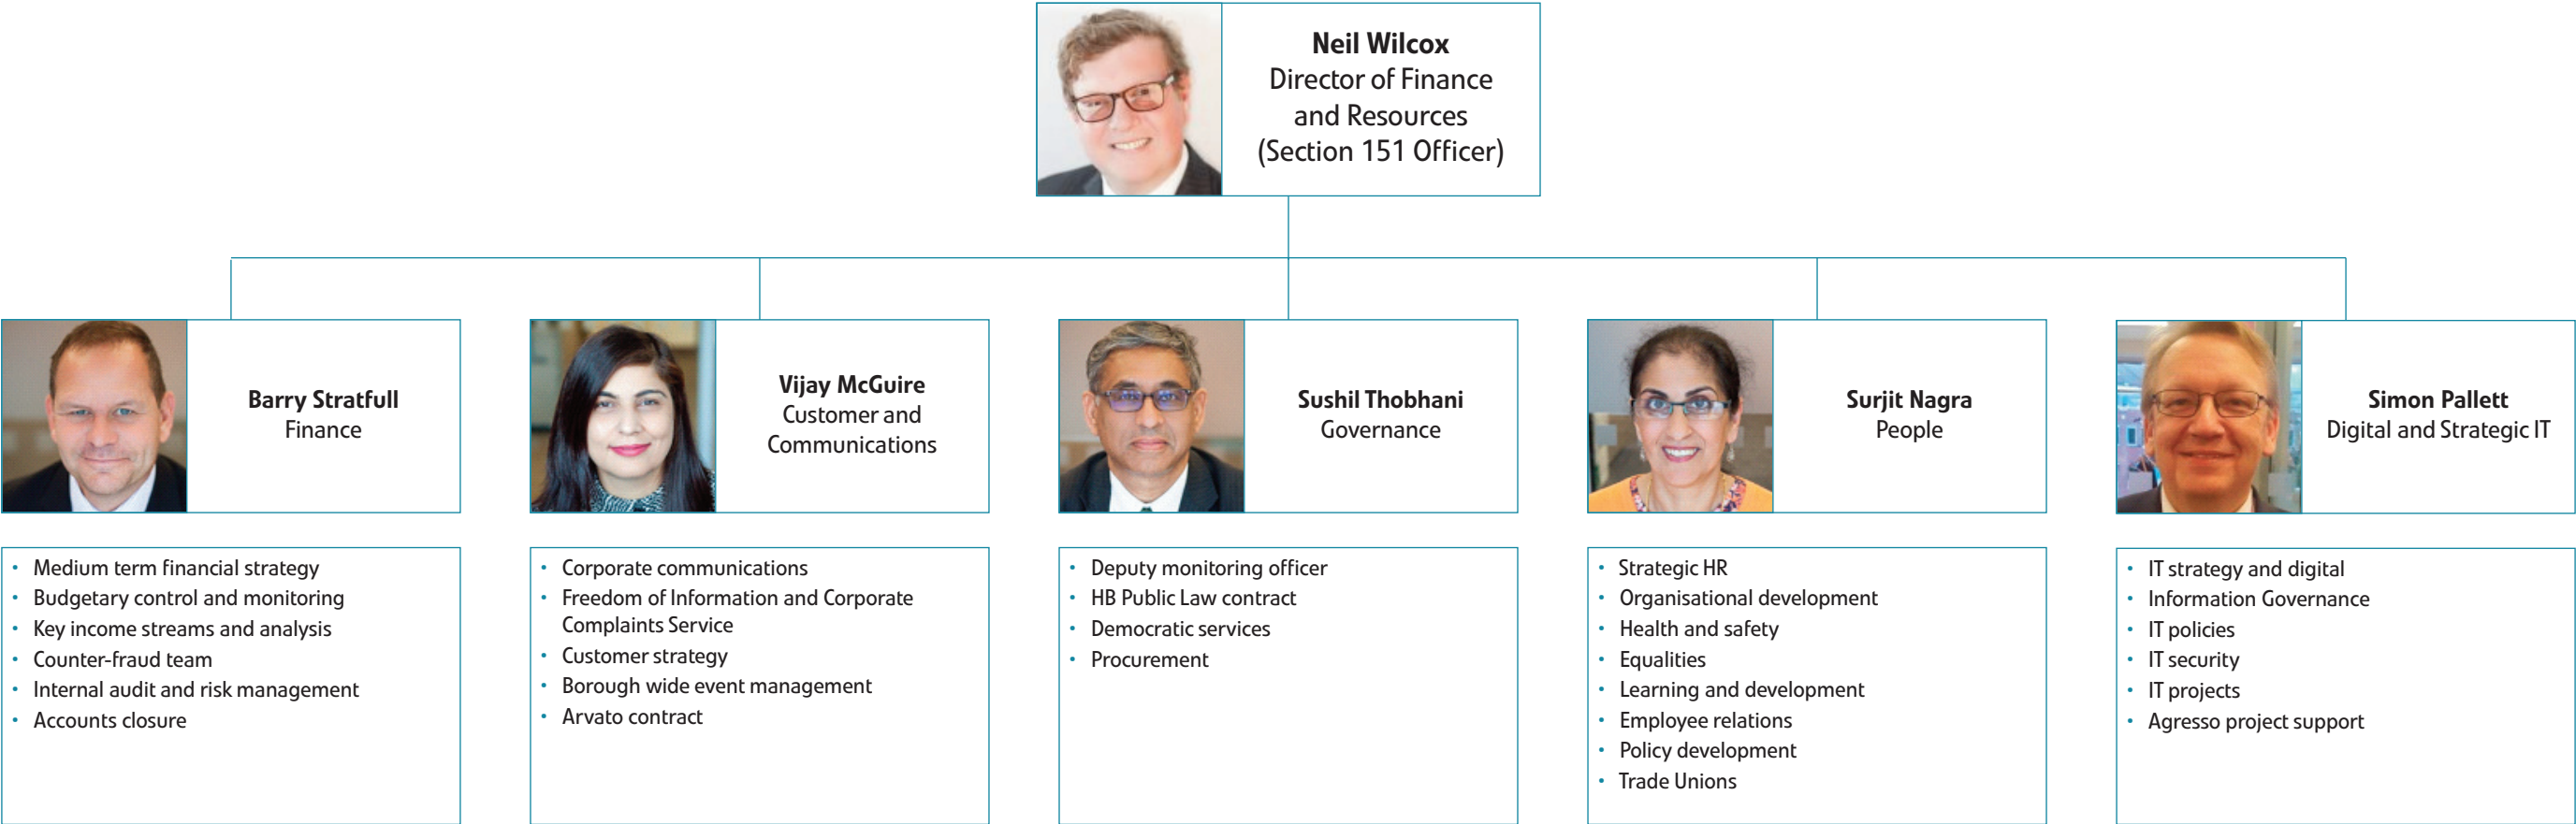 Neil Wilcox
Director of Finance
and Resources
(Section 151 Officer)
Barry Stratfull
Finance
Vijay McGuire
Customer and
Communications
Sushil Thobhani
Governance
Surjit Nagra
People
Simon Pallett
Digital and Strategic IT
• Medium term financial strategy
• Budgetary control and monitoring
• Key income streams and analysis
• Counter-fraud team
• Internal audit and risk management
• Accounts closure
• Corporate communications
• Freedom of Information and Corporate
Complaints Service
• Customer strategy
• Borough wide event management
• Arvato contract
• Deputy monitoring officer
• HB Public Law contract
• Democratic services
• Procurement
• Strategic HR
• Organisational development
• Health and safety
• Equalities
• Learning and development
• Employee relations
• Policy development
• Trade Unions
• IT strategy and digital
• Information Governance
• IT policies
• IT security
• IT projects
• Agresso project support